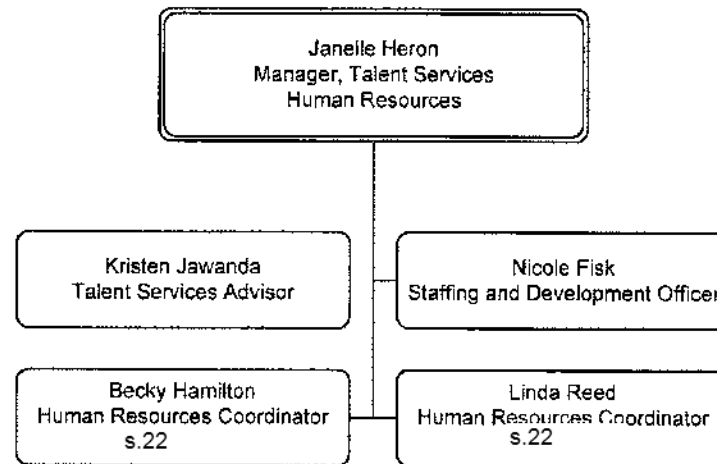 Janelle Heron
Manager, Talent Services
Human Resources
Kristen Jawanda
Talent Services Advisor
Nicole Fisk
Staffing and Development Officer
Becky Hamilton
Human Resources Coordinator
s.22
Linda Reed
Human Resources Coordinator
s.22